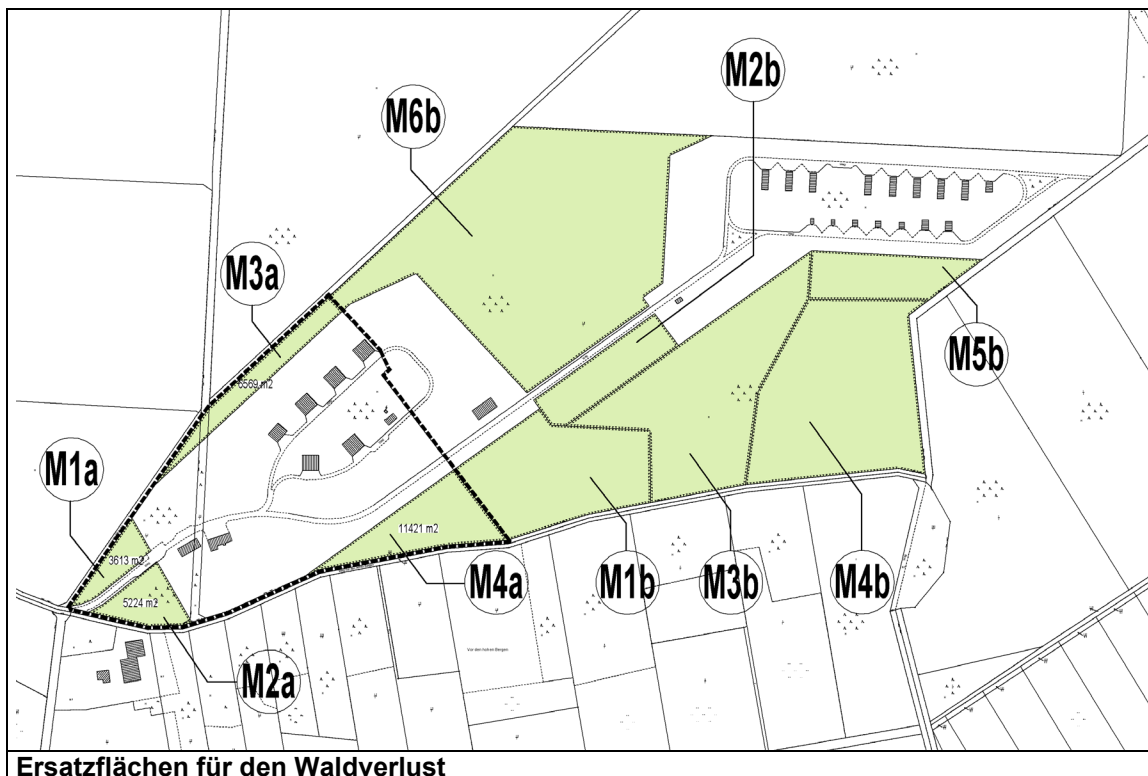 M2b
M6b
M3a
6569 m2
M5b
M1a
11421 m2
3613 m2
M4a
M1b
M3b
M4b
5224 m2
M2a
Vor den hohen Bergen
Ersatzflächen für den Waldverlust